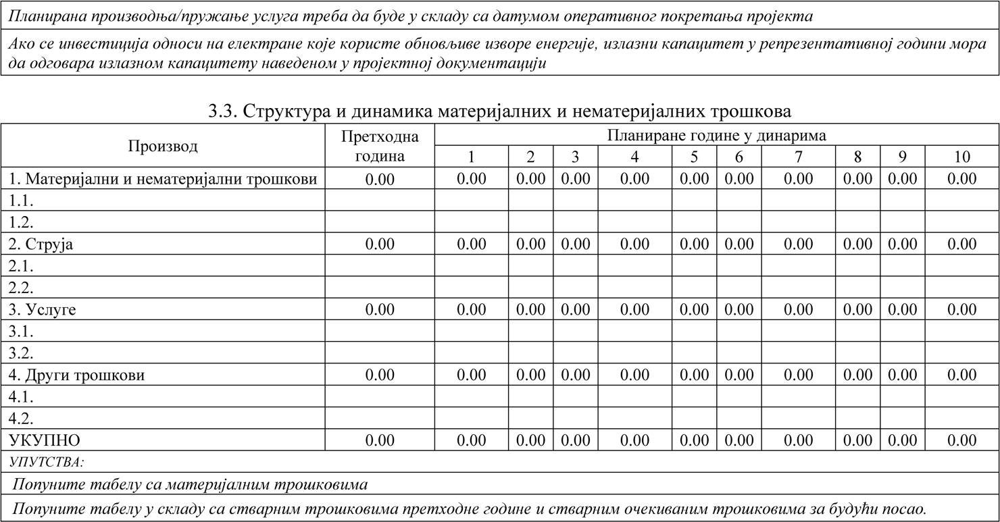 Планирана производња/пружање услуга треба да буде у складу са датумом оперативног покретања пројекта
Ако се инвестиција односи на електране које користе обновљиве изворе енергије, излазни капацитет у репрезентативној години мора
да одговара излазном капацитету наведеном у пројектној документацији
3.3. Структура и динамика материјалних и нематеријалних трошкова
Производ Претходна година Планиране године у динарима
1 2 3 4 5 6 7 8 9 10
1. Материјални и нематеријални трошкови 0.00 0.00 0.00 0.00 0.00 0.00 0.00 0.00 0.00 0.00 0.00
1.1.
1.2.
2. Струја 0.00 0.00 0.00 0.00 0.00 0.00 0.00 0.00 0.00 0.00 0.00
2.1.
2.2.
3. Услуге 0.00 0.00 0.00 0.00 0.00 0.00 0.00 0.00 0.00 0.00 0.00
3.1.
3.2.
4. Други трошкови 0.00 0.00 0.00 0.00 0.00 0.00 0.00 0.00 0.00 0.00 0.00
4.1.
4.2.
УКУПНО 0.00 0.00 0.00 0.00 0.00 0.00 0.00 0.00 0.00 0.00 0.00
УПУТСТВА:
Попуните табелу са материјалним трошковима
Попуните табелу у складу са стварним трошковима претходне године и стварним очекиваним трошковима за будући посао.